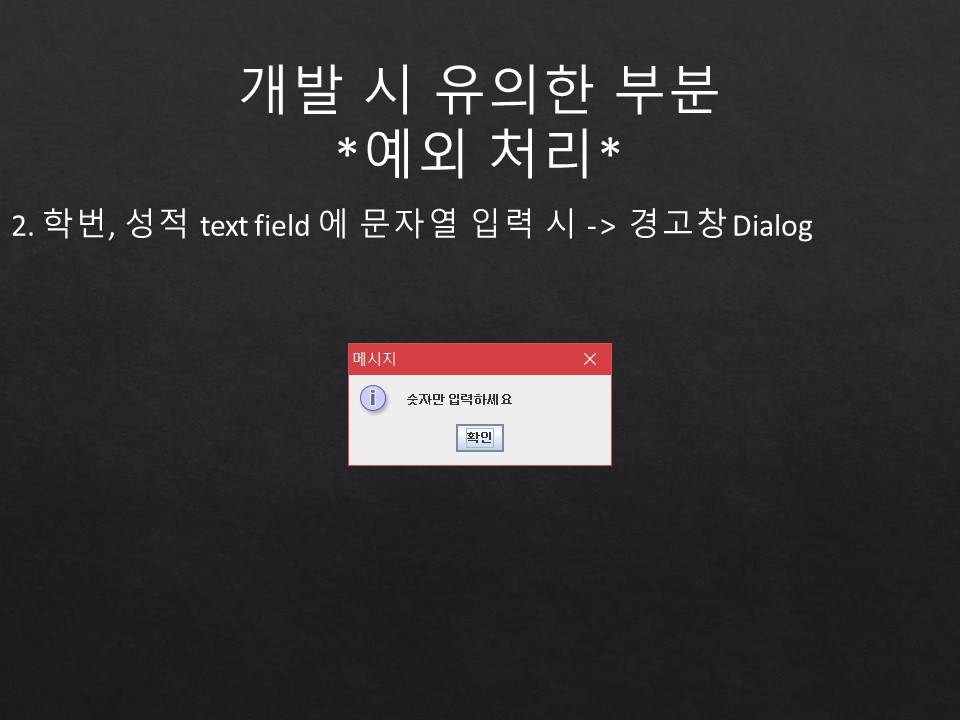 개발 시 유의한 부분
*예외 처리*
2. 학번, 성적 text field 에 문자열 입력 시 -> 경고창 Dialog
메시지
숫자만 입력하세요
확인